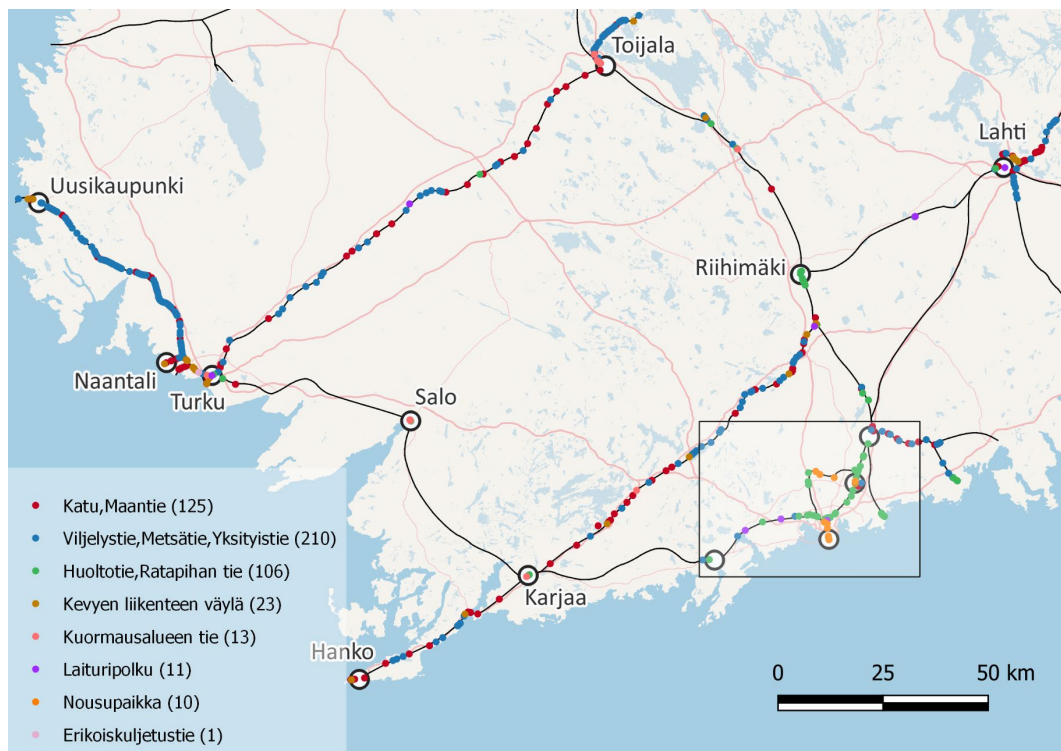 Toijala
Lahti
Uusikaupunki
Riihimäki
Naantali
Turku
Salo
Karjaa
Hanko
Katu,Maantie (125)
Viljelystie,Metsätie,Yksityistie (210)
Huoltotie,Ratapihan tie (106)
Kevyen liikenteen väylä (23)
Kuormausalueen tie (13)
Laituripolku (11)
Nousupaikka (10)
Erikoiskuljetustie (1)
0 25 50 km